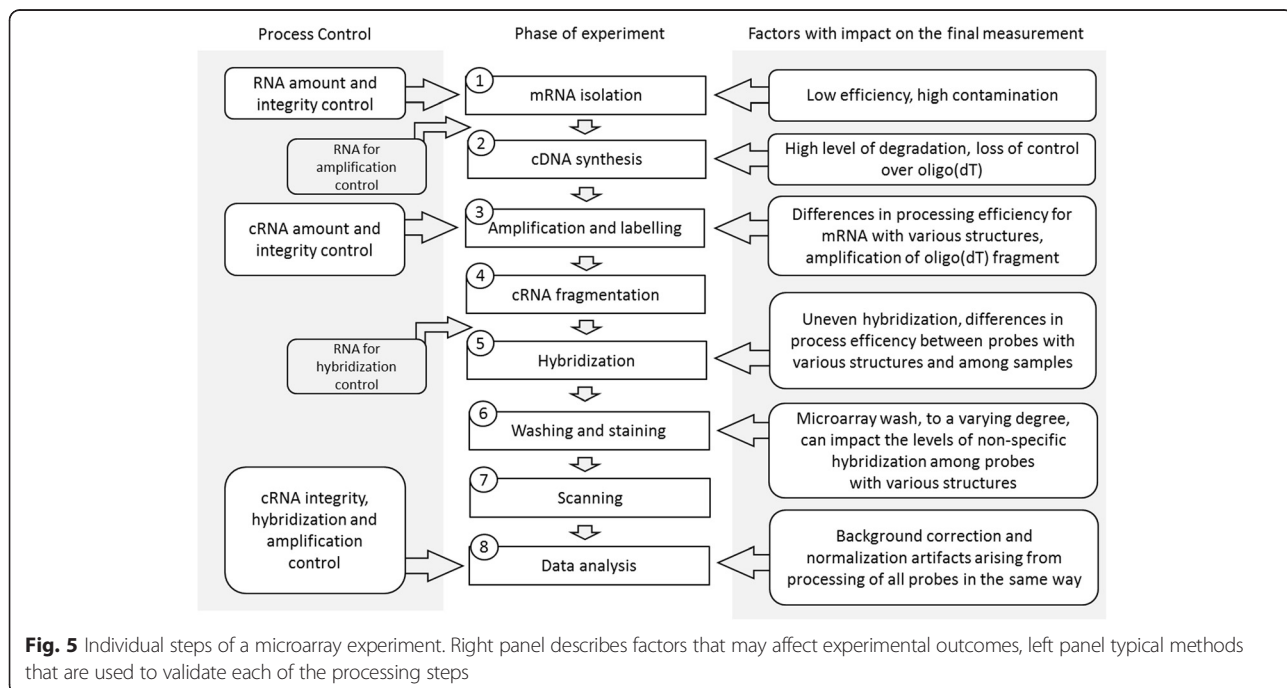 Process Control
Phase of experiment
Factors with impact on the final measurement
RNA amount and
integrity control
1
mRNA isolation
Low efficiency, high contamination
RNA for
amplification
control
2
cDNA synthesis
High level of degradation, loss of control
over oligo(dT)
cRNA amount and
integrity control
3
Amplification and labelling
Differences in processing efficiency for
mRNA with various structures,
amplification of oligo(dT) fragment
4
cRNA fragmentation
RNA for
hybridization
control
5
Hybridization
Uneven hybridization, differences in
process efficency between probes with
various structures and among samples
6
Washing and staining
Microarray wash, to a varying degree,
can impact the levels of non-specific
hybridization among probes
with various structures
7
Scanning
cRNA integrity,
hybridization and
amplification
control
8
Data analysis
Background correction and
normalization artifacts arising from
processing of all probes in the same way
Fig. 5 Individual steps of a microarray experiment. Right panel describes factors that may affect experimental outcomes, left panel typical methods
that are used to validate each of the processing steps